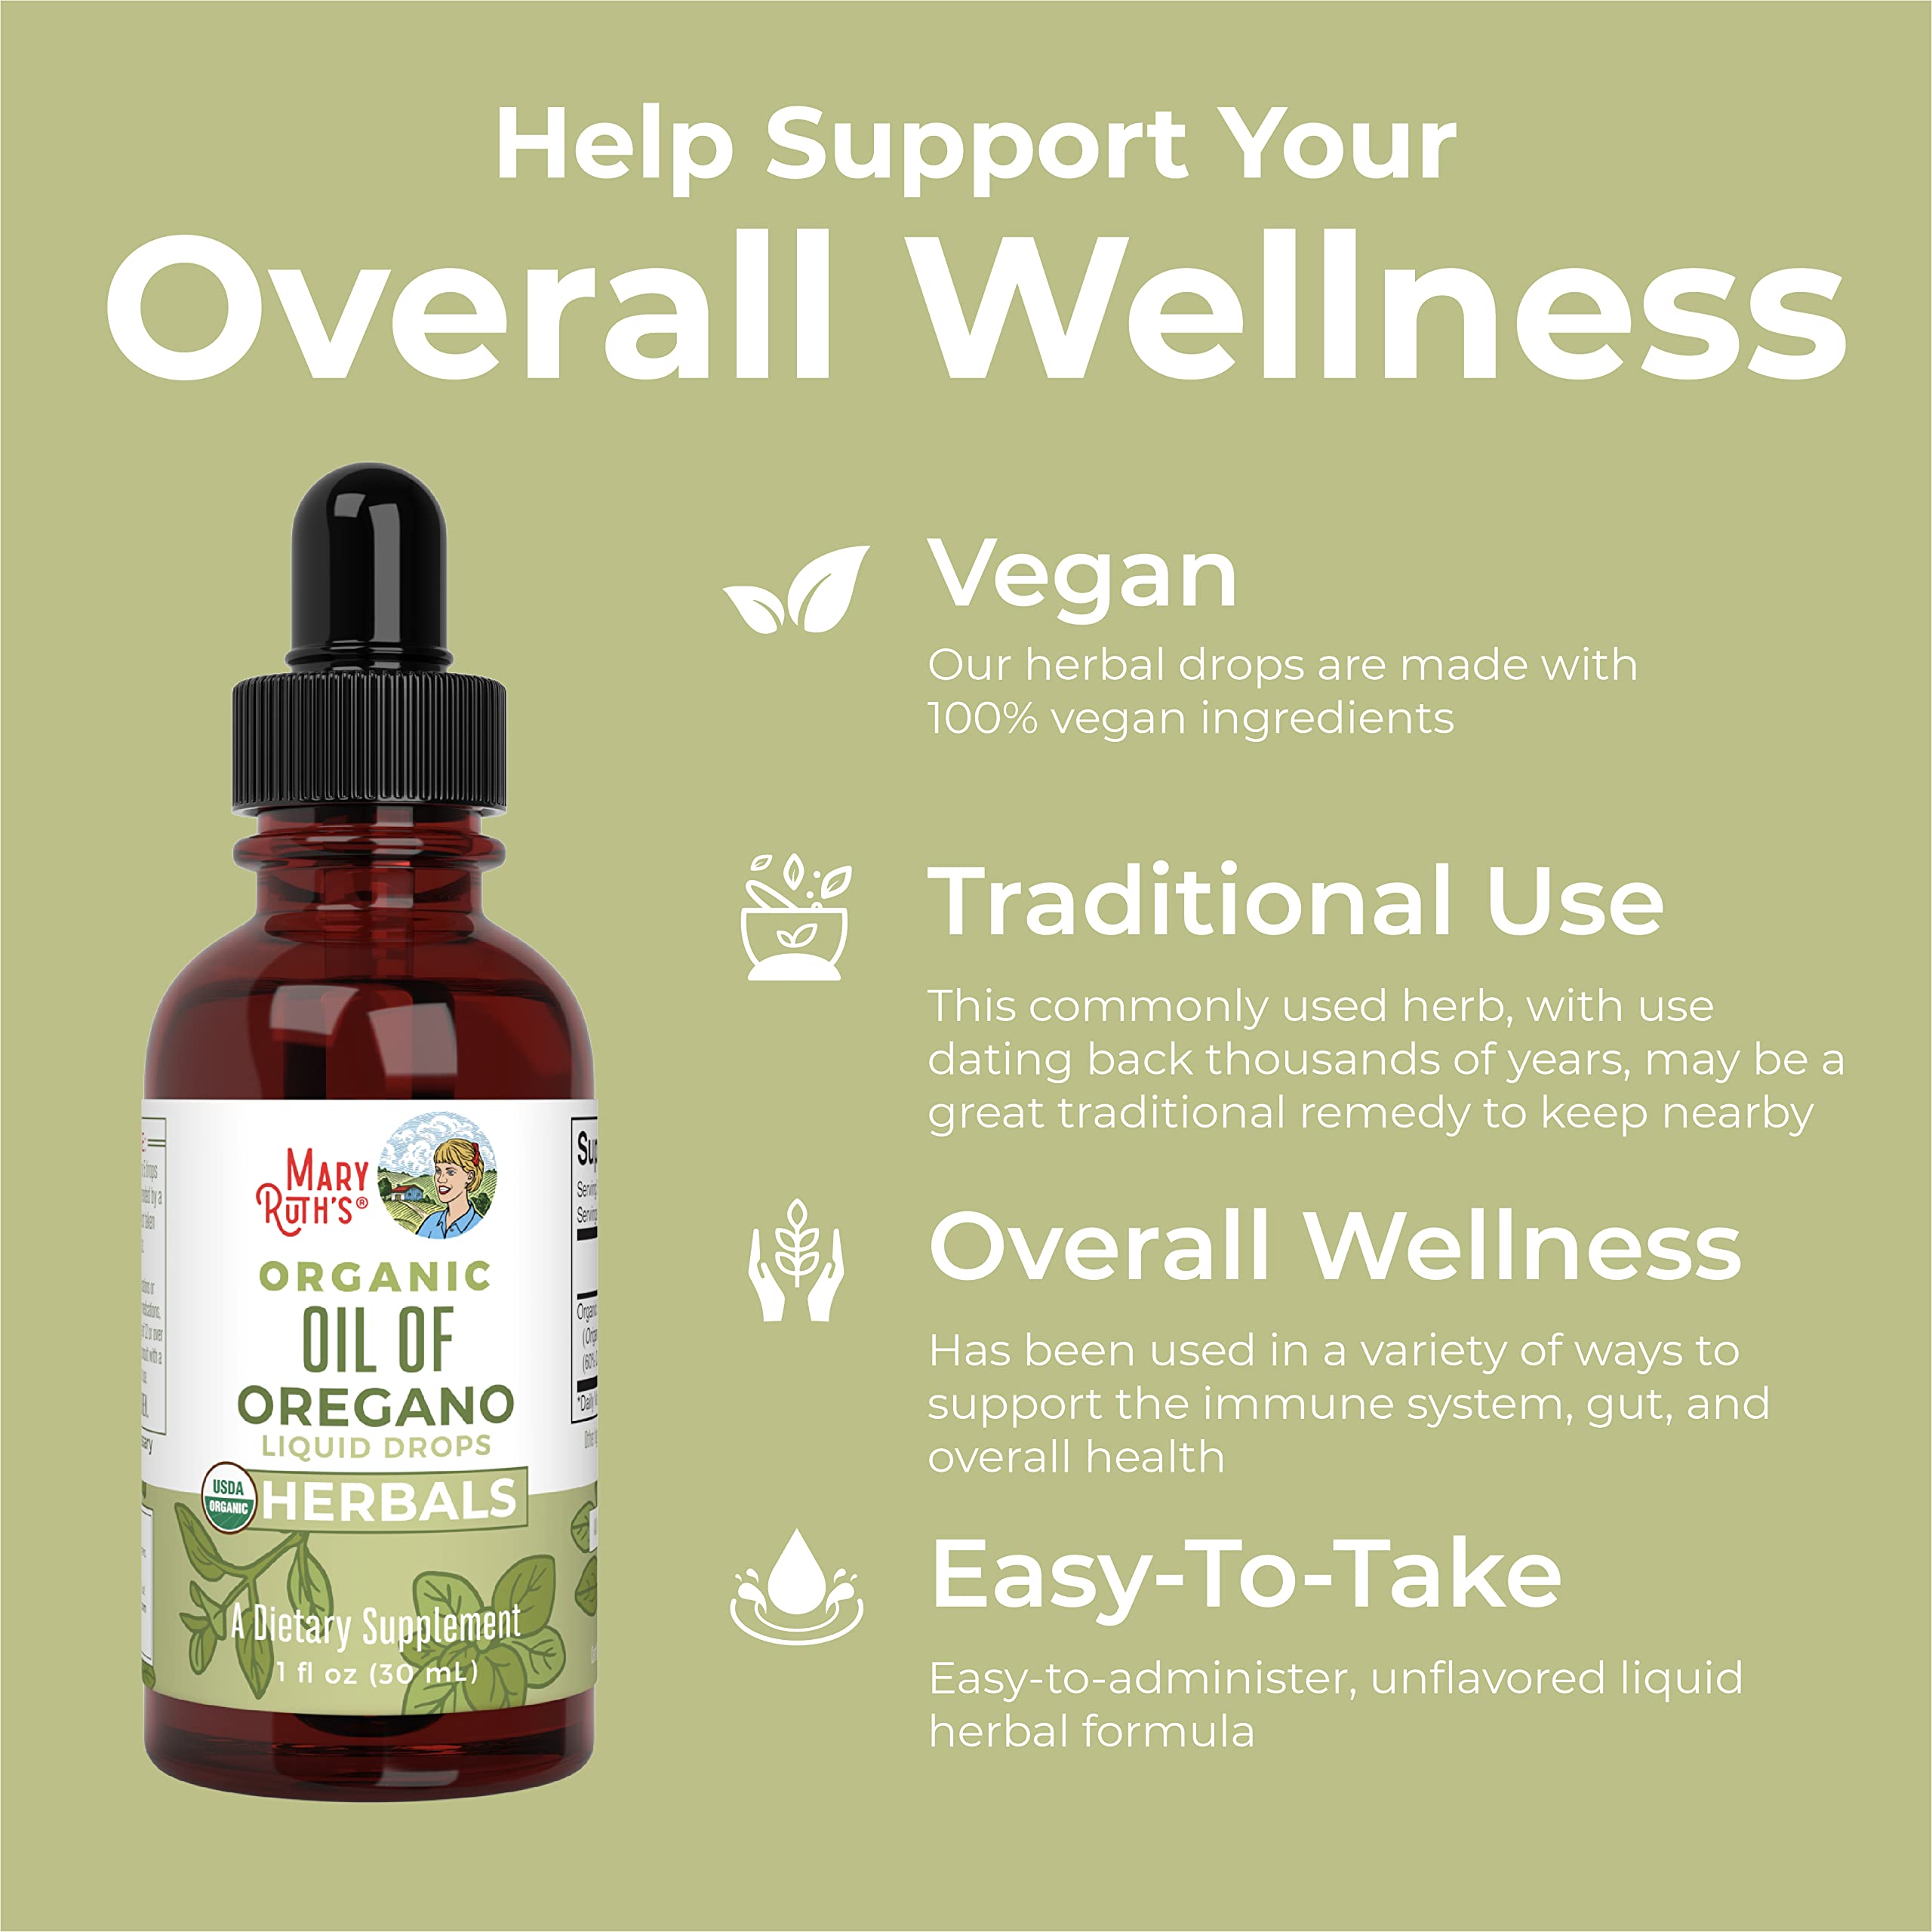 Help Support Your
Overall Wellness
Vegan
Our herbal drops are made with
100% vegan ingredients
Traditional Use
This commonly used herb, with use
dating back thousands of years, may be a
great traditional remedy to keep nearby
Overall Wellness
Has been used in a variety of ways to
support the immune system, gut, and
overall health
Easy-To-Take
Easy-to-administer, unflavored liquid
herbal formula
MARY
RUTH'S®
ORGANIC
OIL OF
OREGANO
LIQUID DROPS
USDA
ORGANIC
HERBALS
A Dietary Supplement
1 fl oz (30 mL)